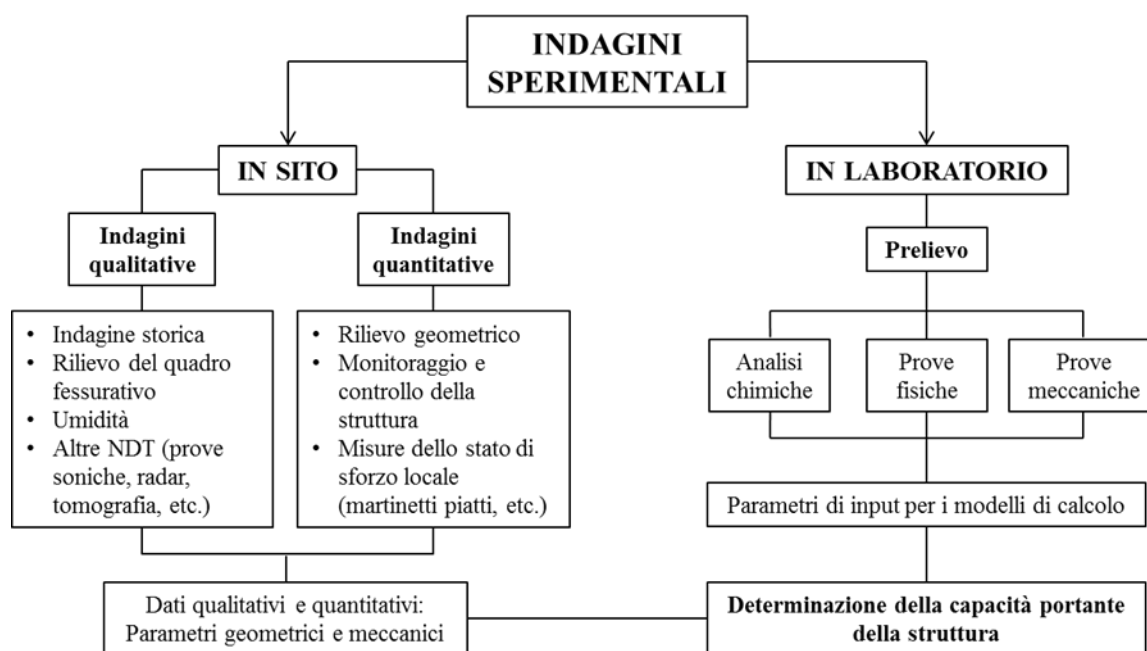 INDAGINI
SPERIMENTALI
IN SITO
IN LABORATORIO
Indagini
qualitative
Indagini
quantitative
Prelievo
• Indagine storica
• Rilievo del quadro
fessurativo
• Umidità
• Altre NDT (prove
soniche, radar,
tomografia, etc.)
• Rilievo geometrico
• Monitoraggio e
controllo della
struttura
• Misure dello stato di
sforzo locale
(martinetti piatti, etc.)
Analisi
chimiche
Prove
fisiche
Prove
meccaniche
Parametri di input per i modelli di calcolo
Dati qualitativi e quantitativi:
Parametri geometrici e meccanici
Determinazione della capacità portante
della struttura